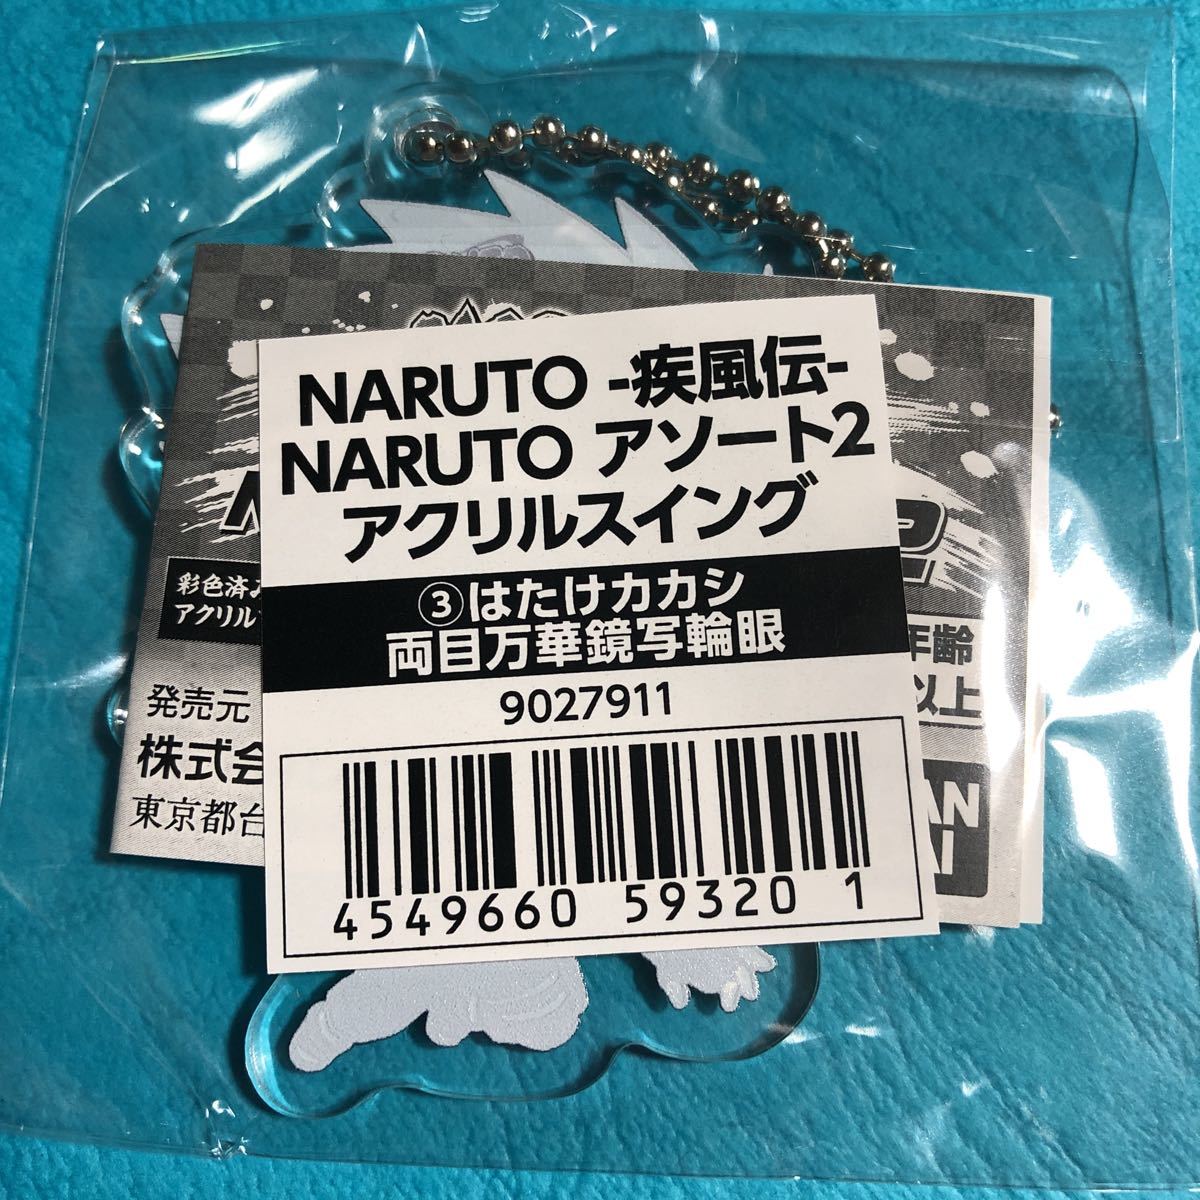 NARUTO -疾風伝-
NARUTO アソート2
アクリルスイング
③はたけカカシ
両目万華鏡写輪眼
9027911
4549660 59320 1
彩色済み
アクリル
発売元
株式会
東京都台
2
年齢
以上
AN
AI